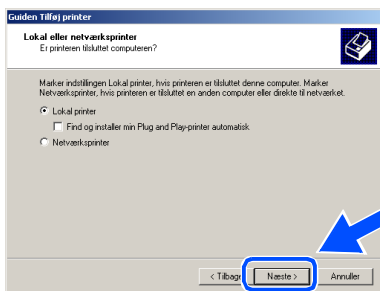 Guiden Tilføj printer
Lokal eller netværksprinter
Er printeren tilsluttet computeren?
Marker indstillingen Lokal printer, hvis printeren er tilsluttet denne computer. Marker
Netværksprinter, hvis printeren er tilsluttet en anden computer eller direkte til netværket.
Lokal printer
Find og installer min Plug and Play-printer automatisk
Netværksprinter
< Tilbage
Næste >
Annuller